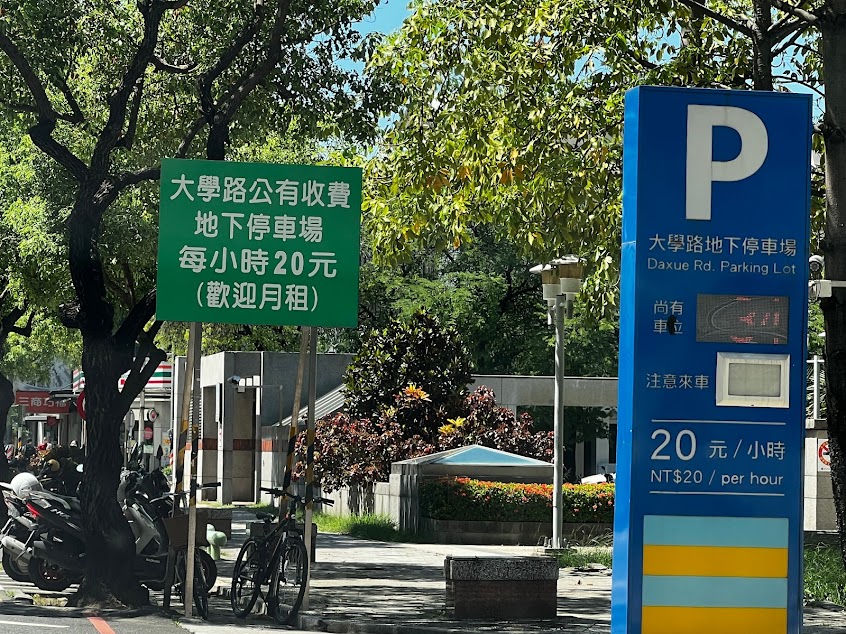 大學路公有收費
地下停車場
每小時20元
(歡迎月租)
P
大學路地下停車場
Daxue Rd. Parking Lot
尚有
車位
注意來車
20 元/小時
NT$20 / per hour